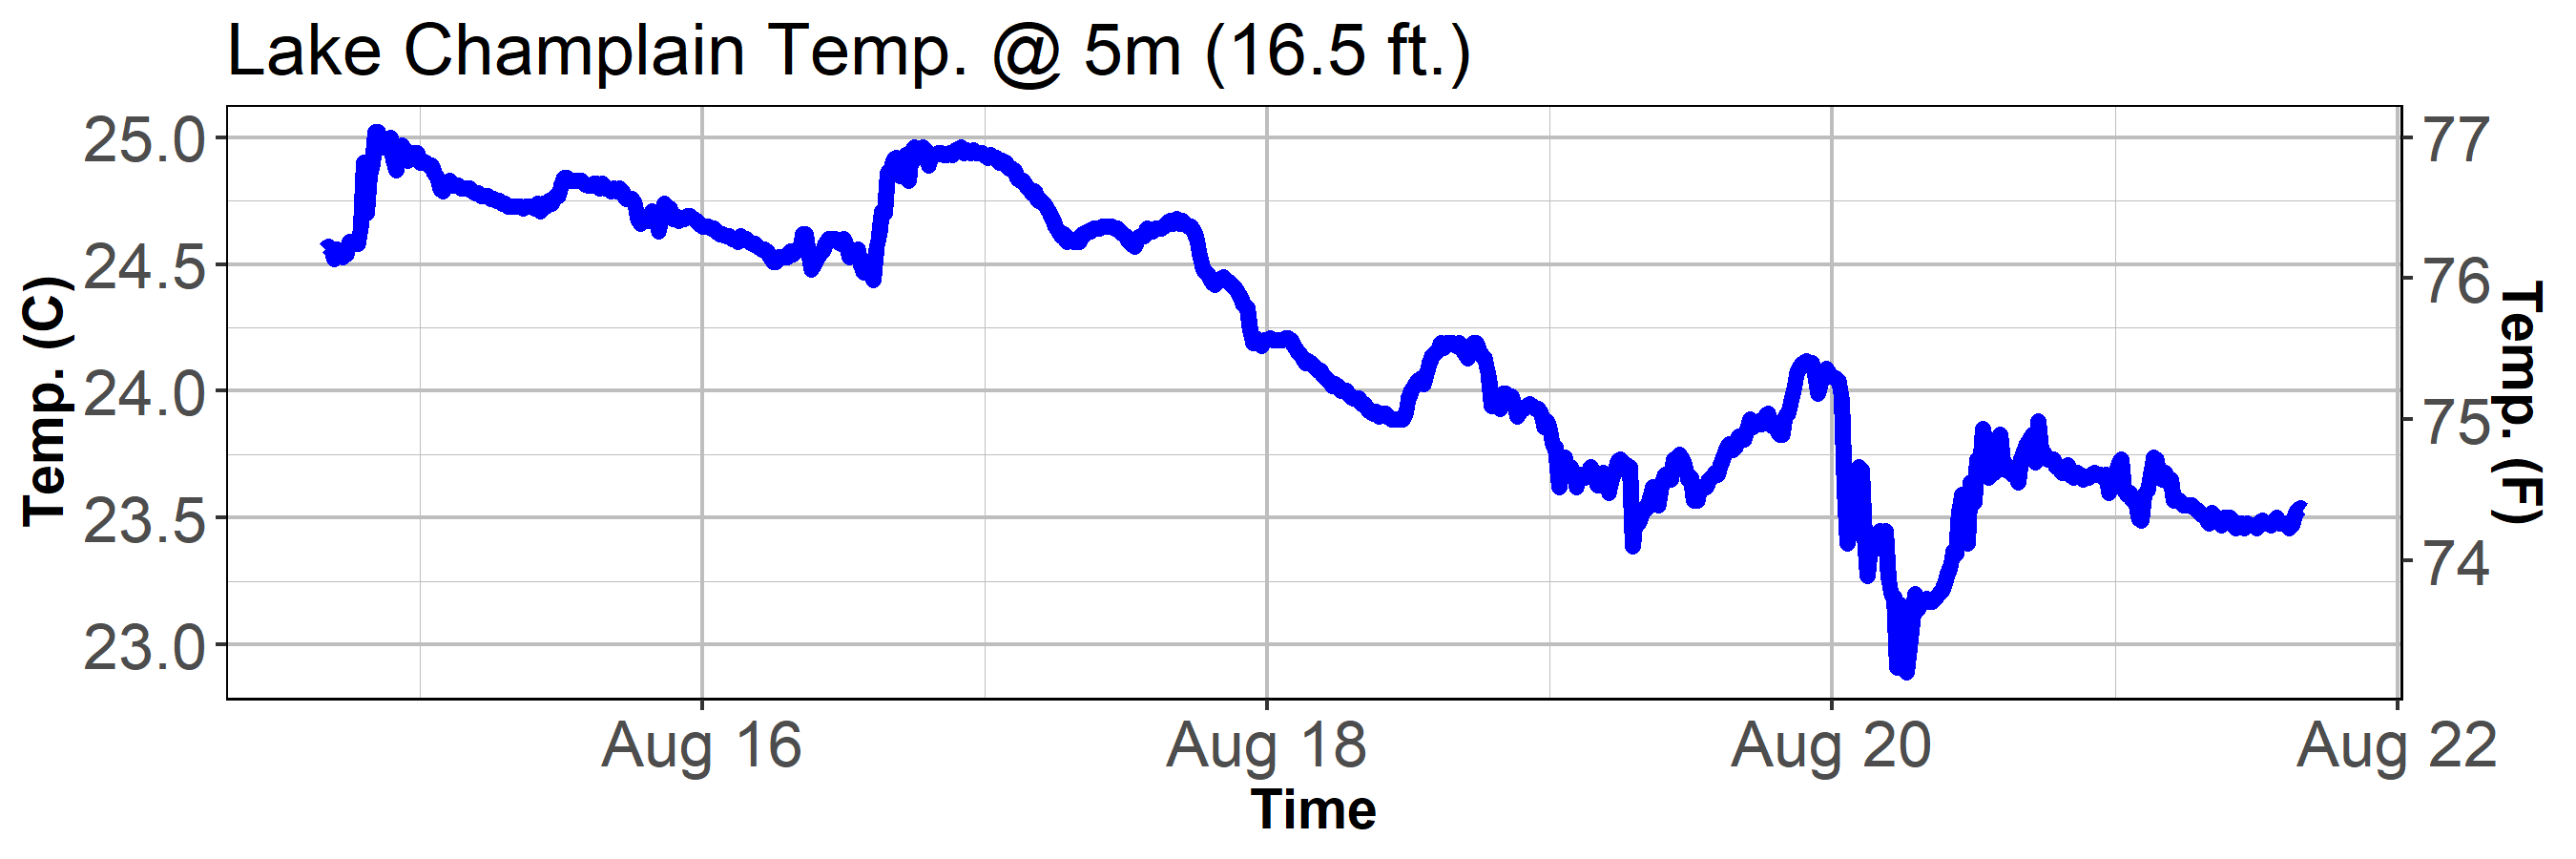 Lake Champlain Temp. @ 5m (16.5 ft.)
Temp. (C)
25.0
24.5
24.0
23.5
23.0
77
76
75
74
Temp. (F)
Aug 16 Aug 18 Aug 20 Aug 22
Time